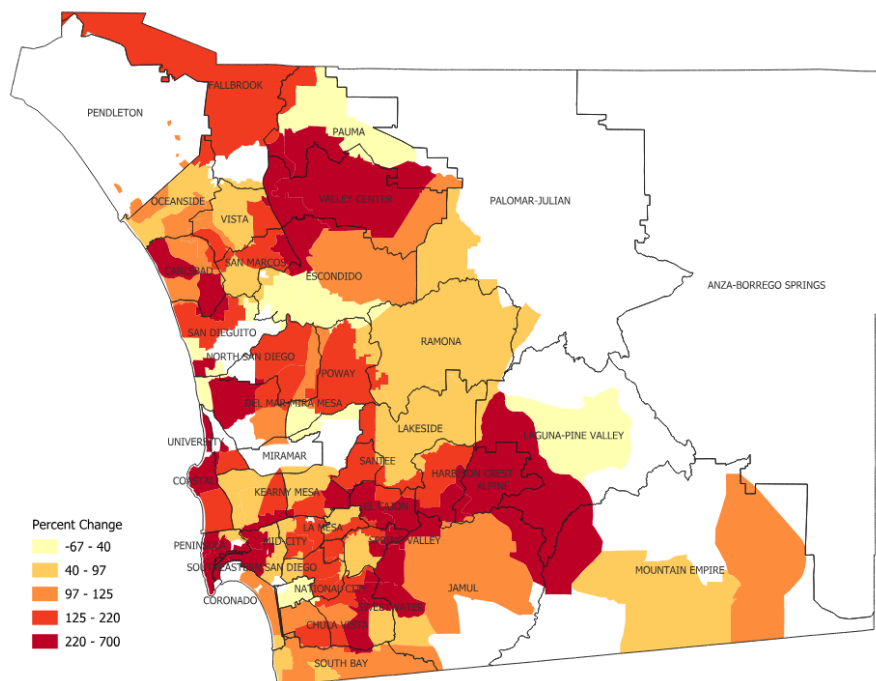 FALLBROOK
PENDLETON
PAUMA
VALLEY CENTER
PALOMAR-JULIAN
OCEANSIDE
VISTA
CARLSBAD
SAN MARCOS
ESCONDIDO
ANZA-BORREGO SPRINGS
SAN DIEGUITO
NORTH SAN DIEGO
RAMONA
POWAY
DEL MAR-MIRA MESA
LAKESIDE
LAGUNA-PINE VALLEY
UNIVERSITY
MIRAMAR
SANTEE
COASTAL
HARBISON CREST
ALPINE
KEARNY MESA
EL CAJON
Percent Change
-67 - 40
40 - 97
97 - 125
125 - 220
220 - 700
LA MESA
PENINSULA
MID-CITY
SPRING VALLEY
SOUTHEASTERN SAN DIEGO
MOUNTAIN EMPIRE
CORONADO
NATIONAL CITY
JAMUL
SWEETWATER
CHULA VISTA
SOUTH BAY